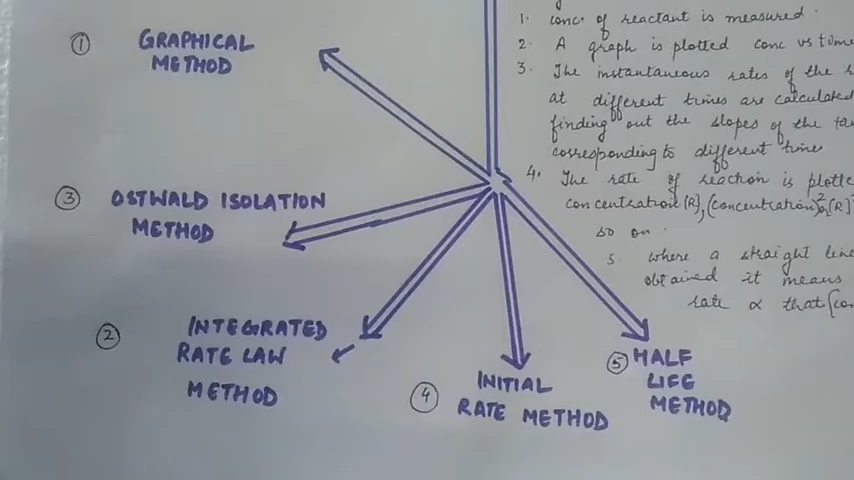 ① GRAPHICAL
METHOD
③ OSTWALD ISOLATION
METHOD
② INTEGRATED
RATE LAW
METHOD
④ INITIAL
RATE METHOD
⑤ HALF
LIFE
METHOD
1. conc. of reactant is measured.
2. A graph is plotted conc vs time
3. The instantaneous rates of the
at different times are calculated
finding out the slopes of the
corresponding to different times
4. The rate of reaction is plotte
concentration [R], (concentration)² [R]
so on.
5. where a straight line
obtained it means
rate ∝ that